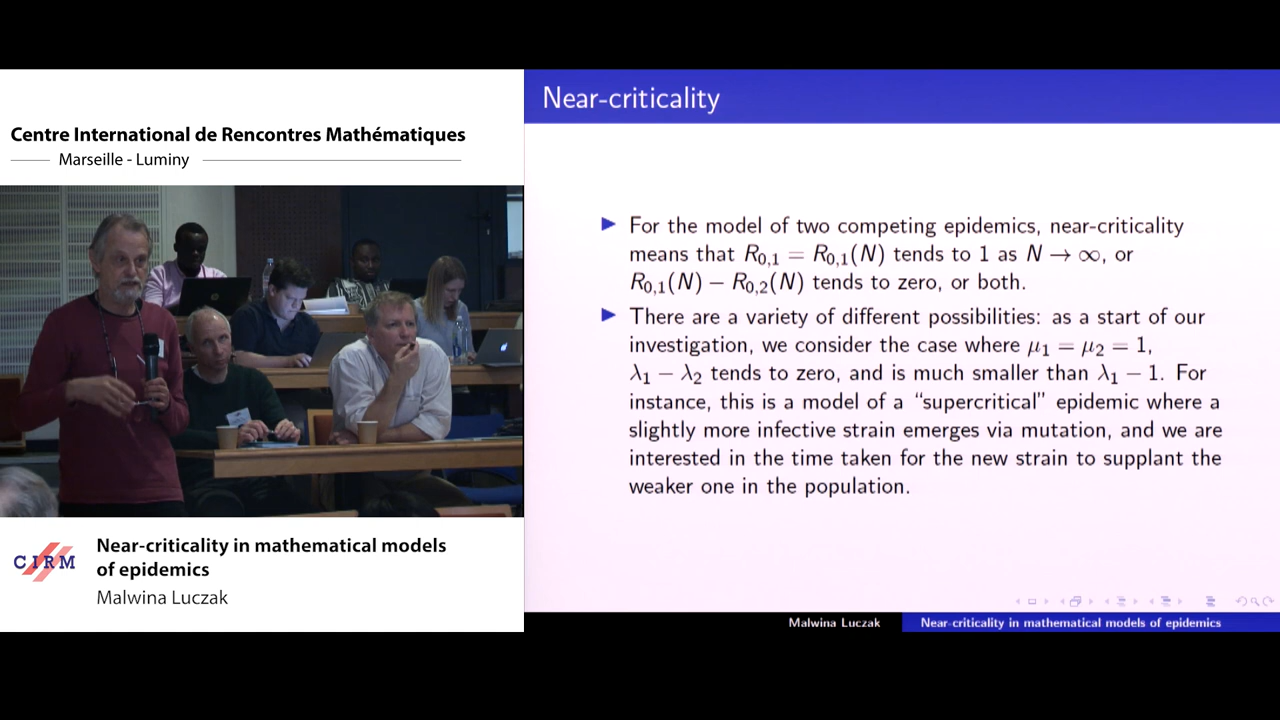 Centre International de Rencontres Mathématiques
Marseille - Luminy
CIRM
Near-criticality in mathematical models
of epidemics
Malwina Luczak
Near-criticality
For the model of two competing epidemics, near-criticality
means that R₀,₁ = R₀,₁(N) tends to 1 as N → ∞, or
R₀,₁(N) − R₀,₂(N) tends to zero, or both.
There are a variety of different possibilities: as a start of our
investigation, we consider the case where μ₁ = μ₂ = 1,
λ₁ − λ₂ tends to zero, and is much smaller than λ₁ − 1. For
instance, this is a model of a “supercritical” epidemic where a
slightly more infective strain emerges via mutation, and we are
interested in the time taken for the new strain to supplant the
weaker one in the population.
Malwina Luczak
Near-criticality in mathematical models of epidemics